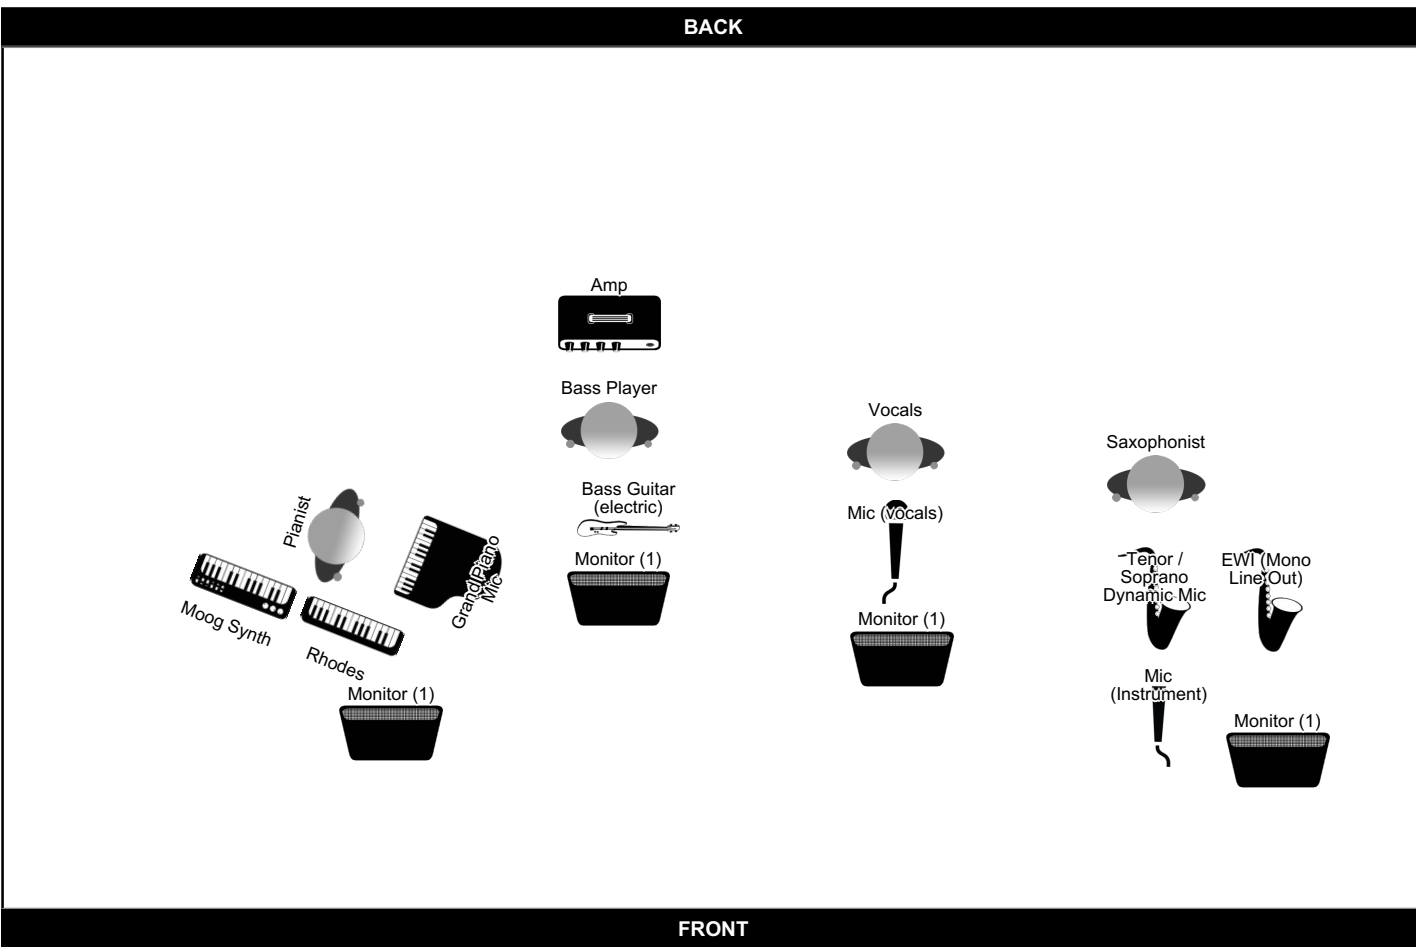 BACK
Amp
Bass Player
Vocals
Saxophonist
Pianist
Bass Guitar
(electric)
Mic (vocals)
Grand Piano
Mic
Monitor (1)
Tenor /
Soprano
Dynamic Mic
EWI (Mono
Line Out)
Moog Synth
Rhodes
Monitor (1)
Mic
(Instrument)
Monitor (1)
Monitor (1)
FRONT